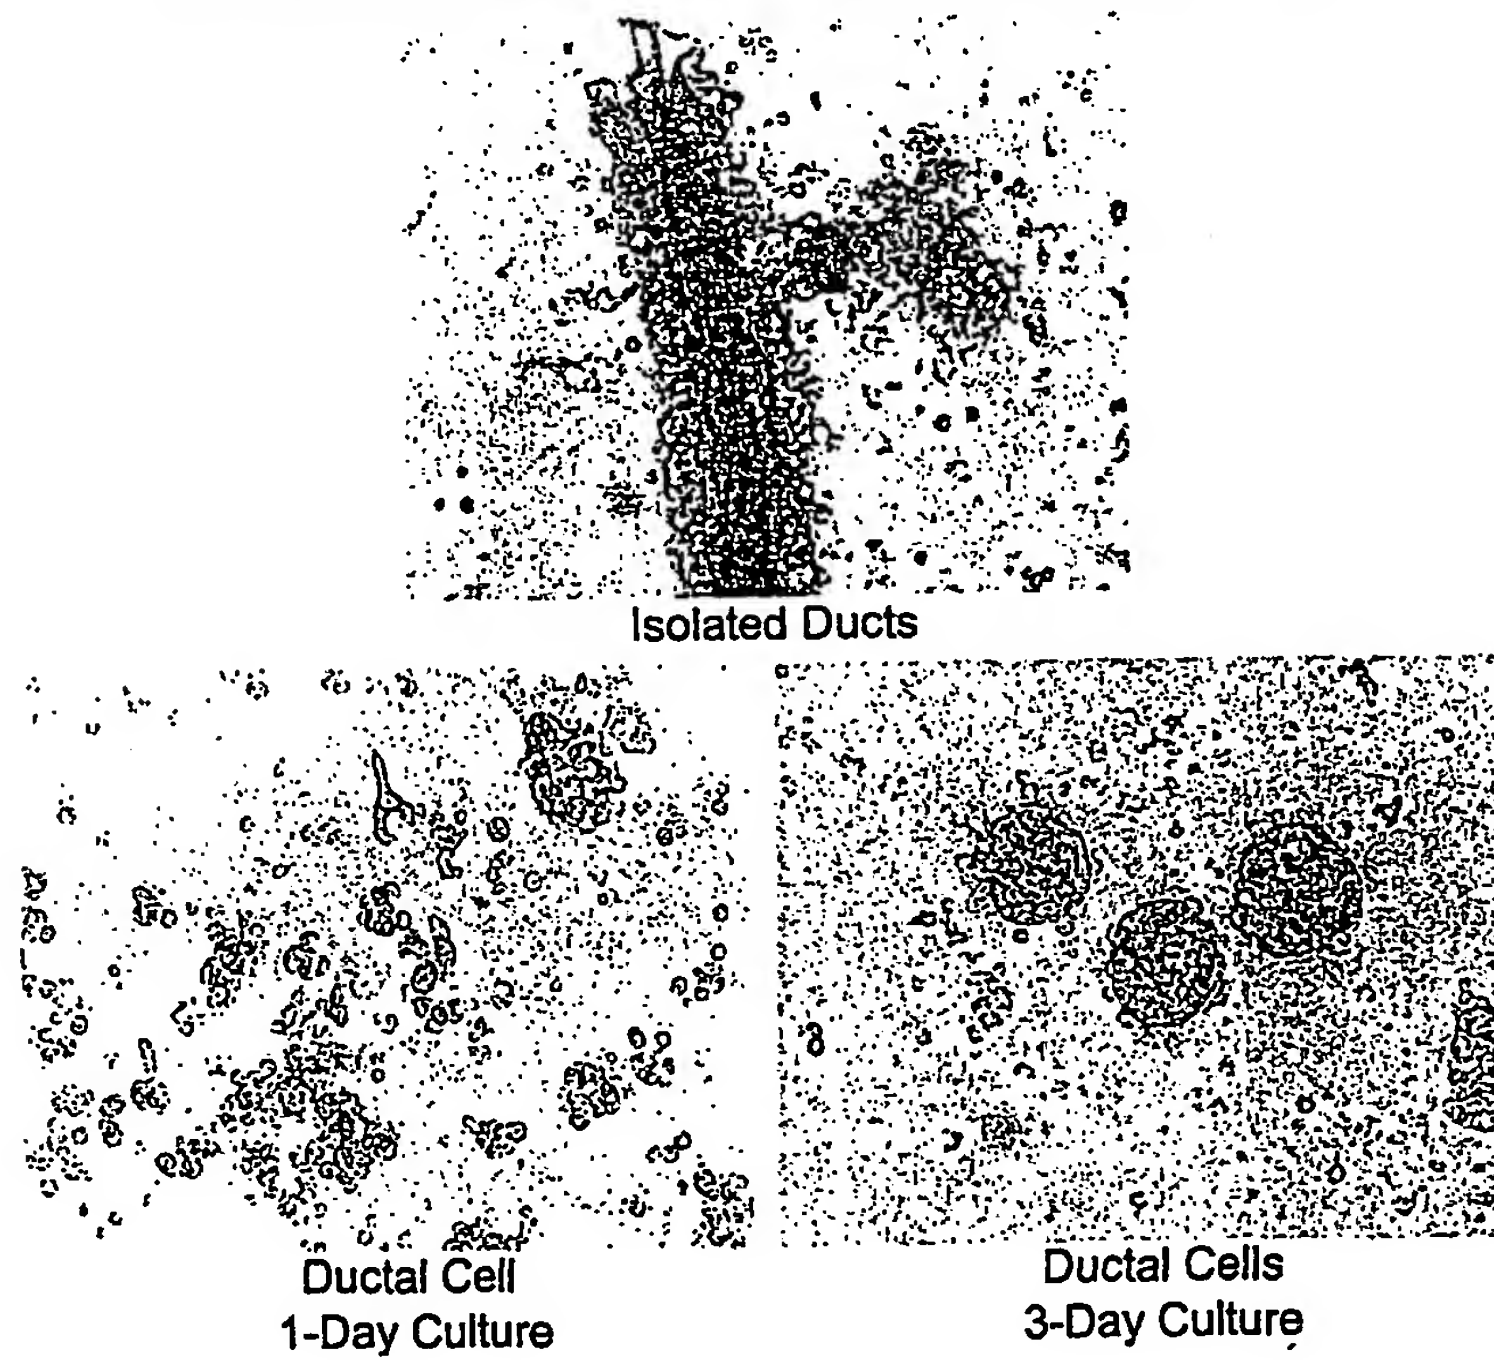 Isolated Ducts
Ductal Cell
1-Day Culture
Ductal Cells
3-Day Culture